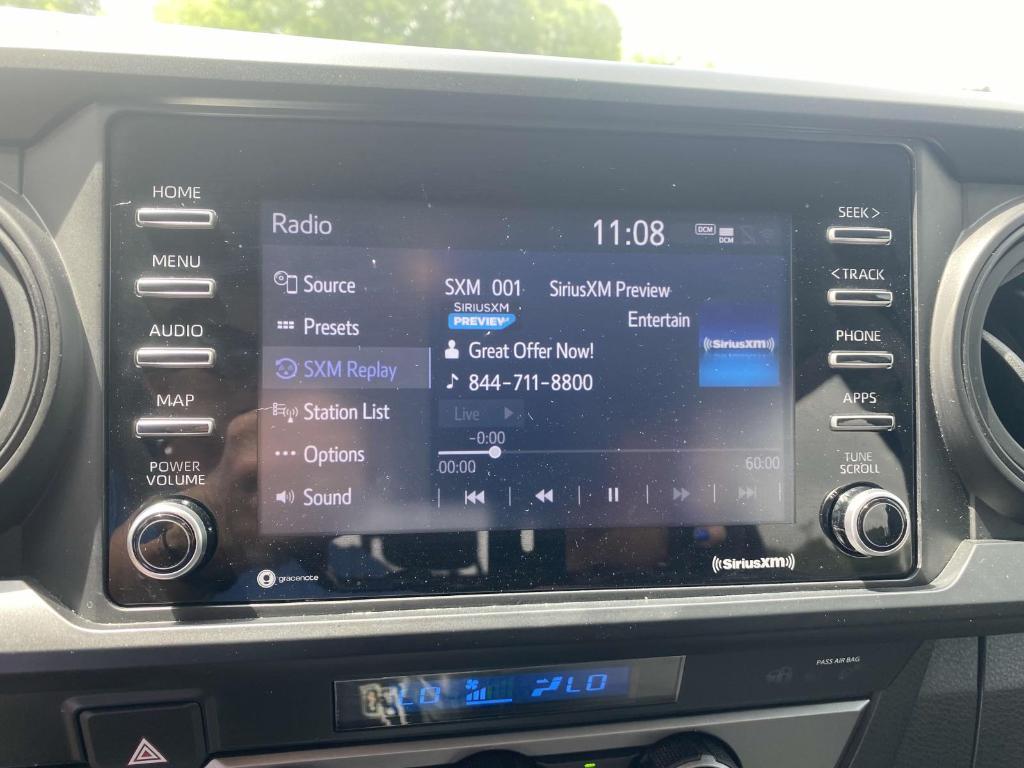 HOME
MENU
AUDIO
MAP
POWER
VOLUME
Radio
11:08
DCM
DCM
Source
Presets
SXM Replay
Station List
Options
Sound
SXM 001 SiriusXM Preview
SIRIUSXM
PREVIEW
Entertain
Great Offer Now!
844-711-8800
Live
-0:00
00:00
60:00
((SiriusXM))
SEEK >
< TRACK
PHONE
APPS
TUNE
SCROLL
gracenote
((SiriusXM))
LO
LO
PASS AIR BAG